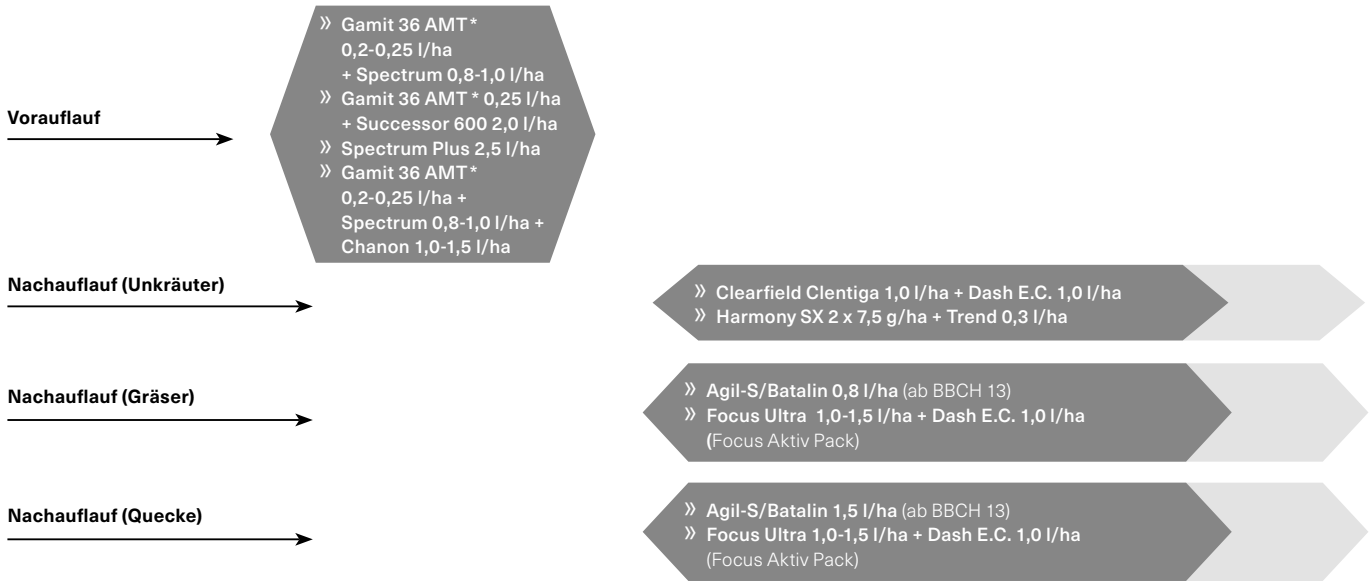 Vorauflauf
» Gamit 36 AMT*
0,2-0,25 l/ha
+ Spectrum 0,8-1,0 l/ha
» Gamit 36 AMT* 0,25 l/ha
+ Successor 600 2,0 l/ha
» Spectrum Plus 2,5 l/ha
» Gamit 36 AMT*
0,2-0,25 l/ha +
Spectrum 0,8-1,0 l/ha +
Chanon 1,0-1,5 l/ha
Nachauflauf (Unkräuter)
» Clearfield Clentiga 1,0 l/ha + Dash E.C. 1,0 l/ha
» Harmony SX 2 x 7,5 g/ha + Trend 0,3 l/ha
Nachauflauf (Gräser)
» Agil-S/Batalin 0,8 l/ha (ab BBCH 13)
» Focus Ultra 1,0-1,5 l/ha + Dash E.C. 1,0 l/ha
(Focus Aktiv Pack)
Nachauflauf (Quecke)
» Agil-S/Batalin 1,5 l/ha (ab BBCH 13)
» Focus Ultra 1,0-1,5 l/ha + Dash E.C. 1,0 l/ha
(Focus Aktiv Pack)